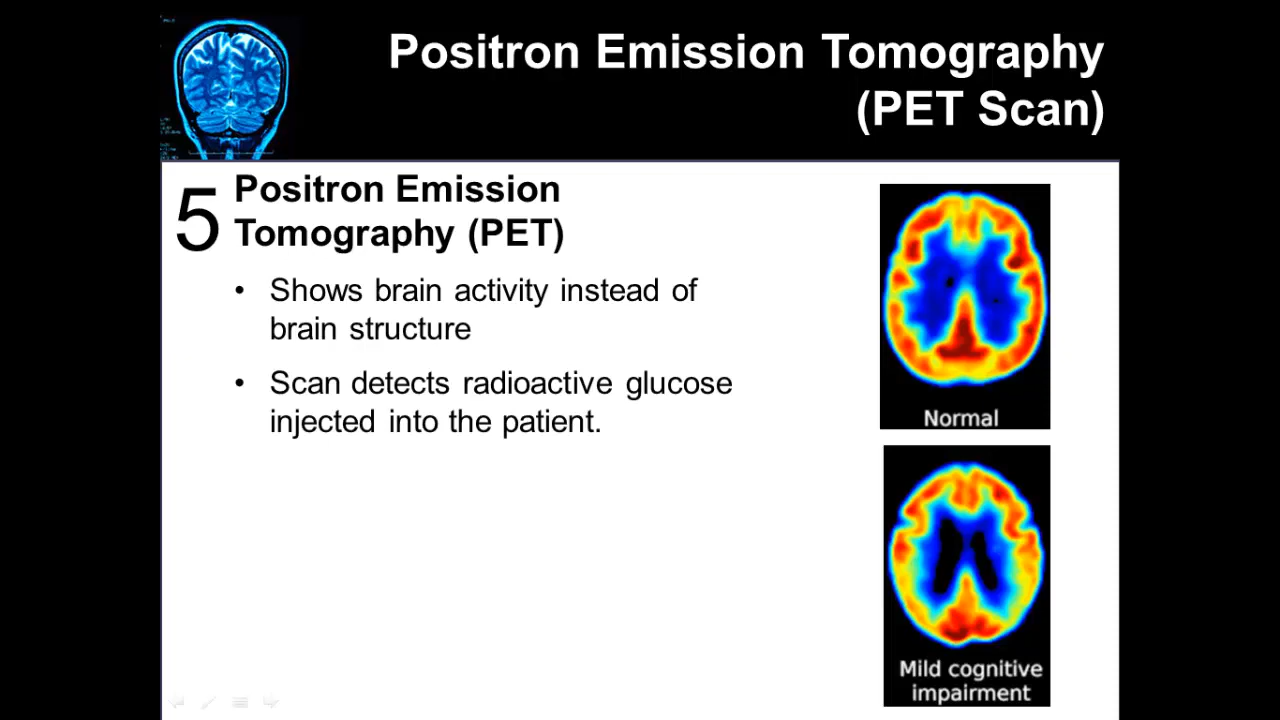 Positron Emission Tomography
(PET Scan)
5
Positron Emission
Tomography (PET)
• Shows brain activity instead of
brain structure
• Scan detects radioactive glucose
injected into the patient.
Normal
Mild cognitive
impairment